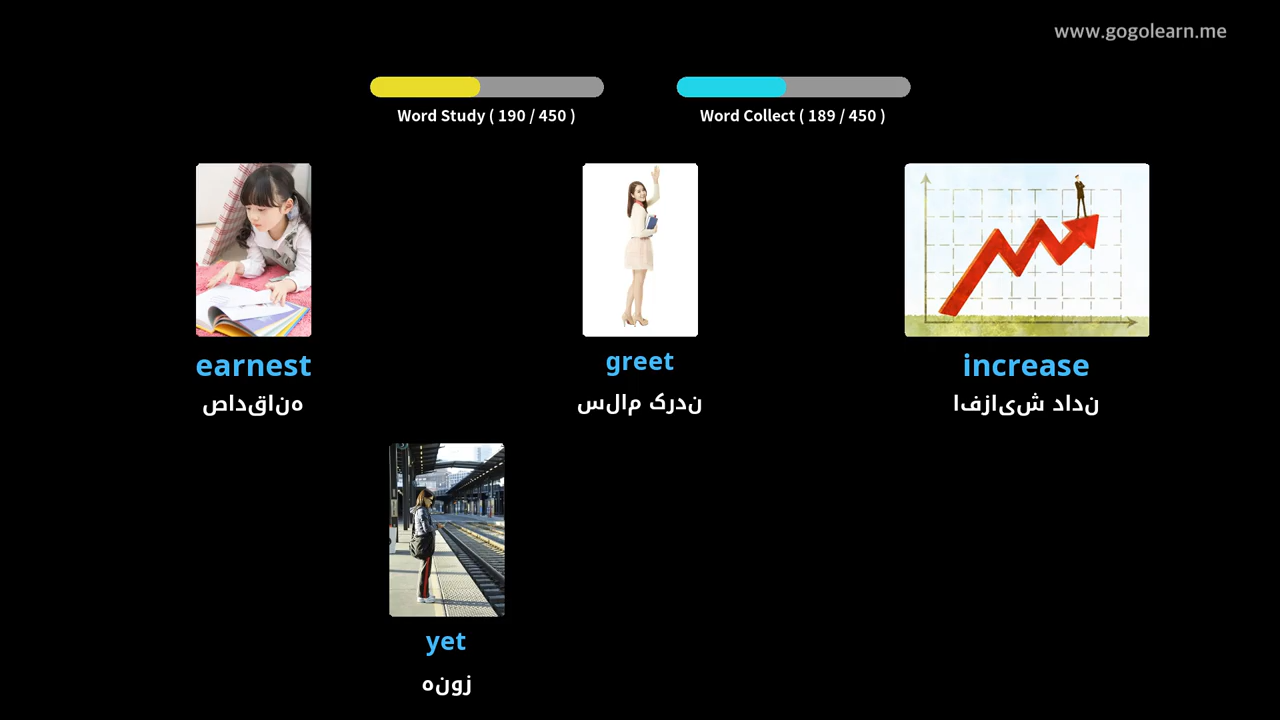 www.gogolearn.me
Word Study ( 190 / 450 )
Word Collect ( 189 / 450 )
earnest
صادقانه
greet
سلام کردن
increase
افزایش دادن
yet
هنوز